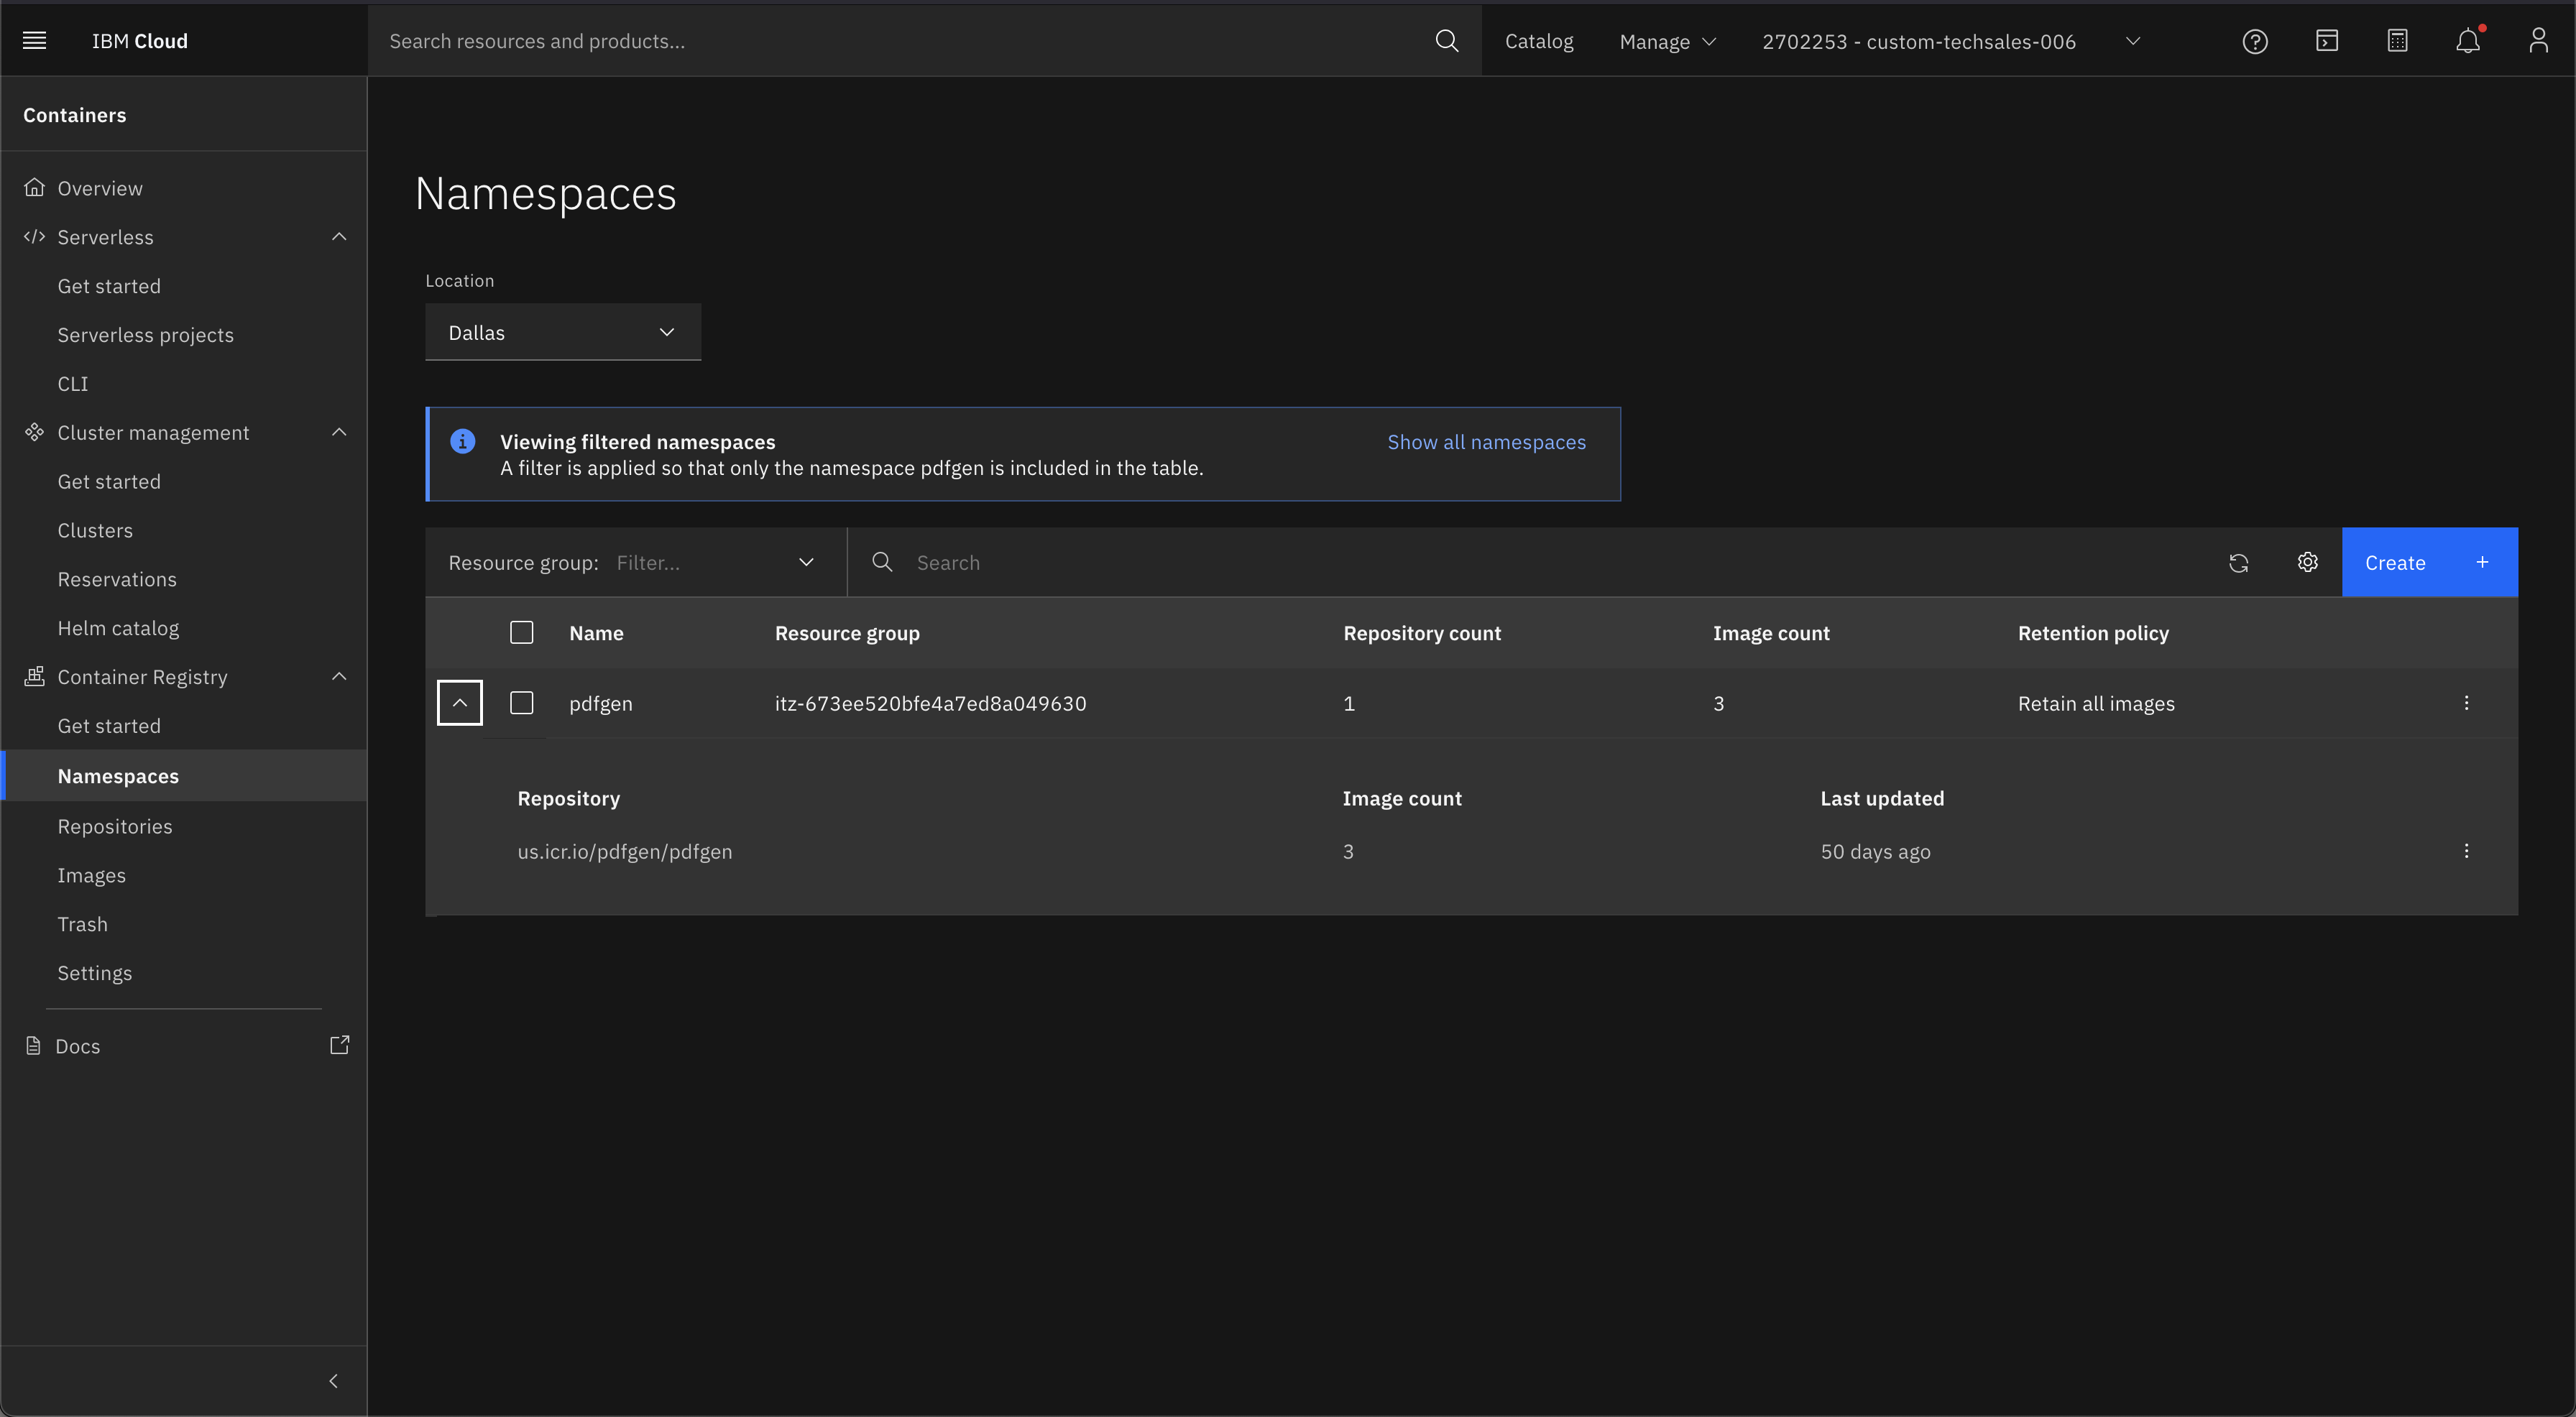 IBM Cloud
Search resources and products...
Catalog
Manage
2702253 - custom-techsales-006
Containers
Overview
Serverless
Get started
Serverless projects
CLI
Cluster management
Get started
Clusters
Reservations
Helm catalog
Container Registry
Get started
Namespaces
Repositories
Images
Trash
Settings
Docs
Namespaces
Location
Dallas
Viewing filtered namespaces
Show all namespaces
A filter is applied so that only the namespace pdfgen is included in the table.
Resource group: Filter...
Search
Create +
Name Resource group Repository count Image count Retention policy
pdfgen itz-673ee520bfe4a7ed8a049630 1 3 Retain all images
Repository Image count Last updated
us.icr.io/pdfgen/pdfgen 3 50 days ago